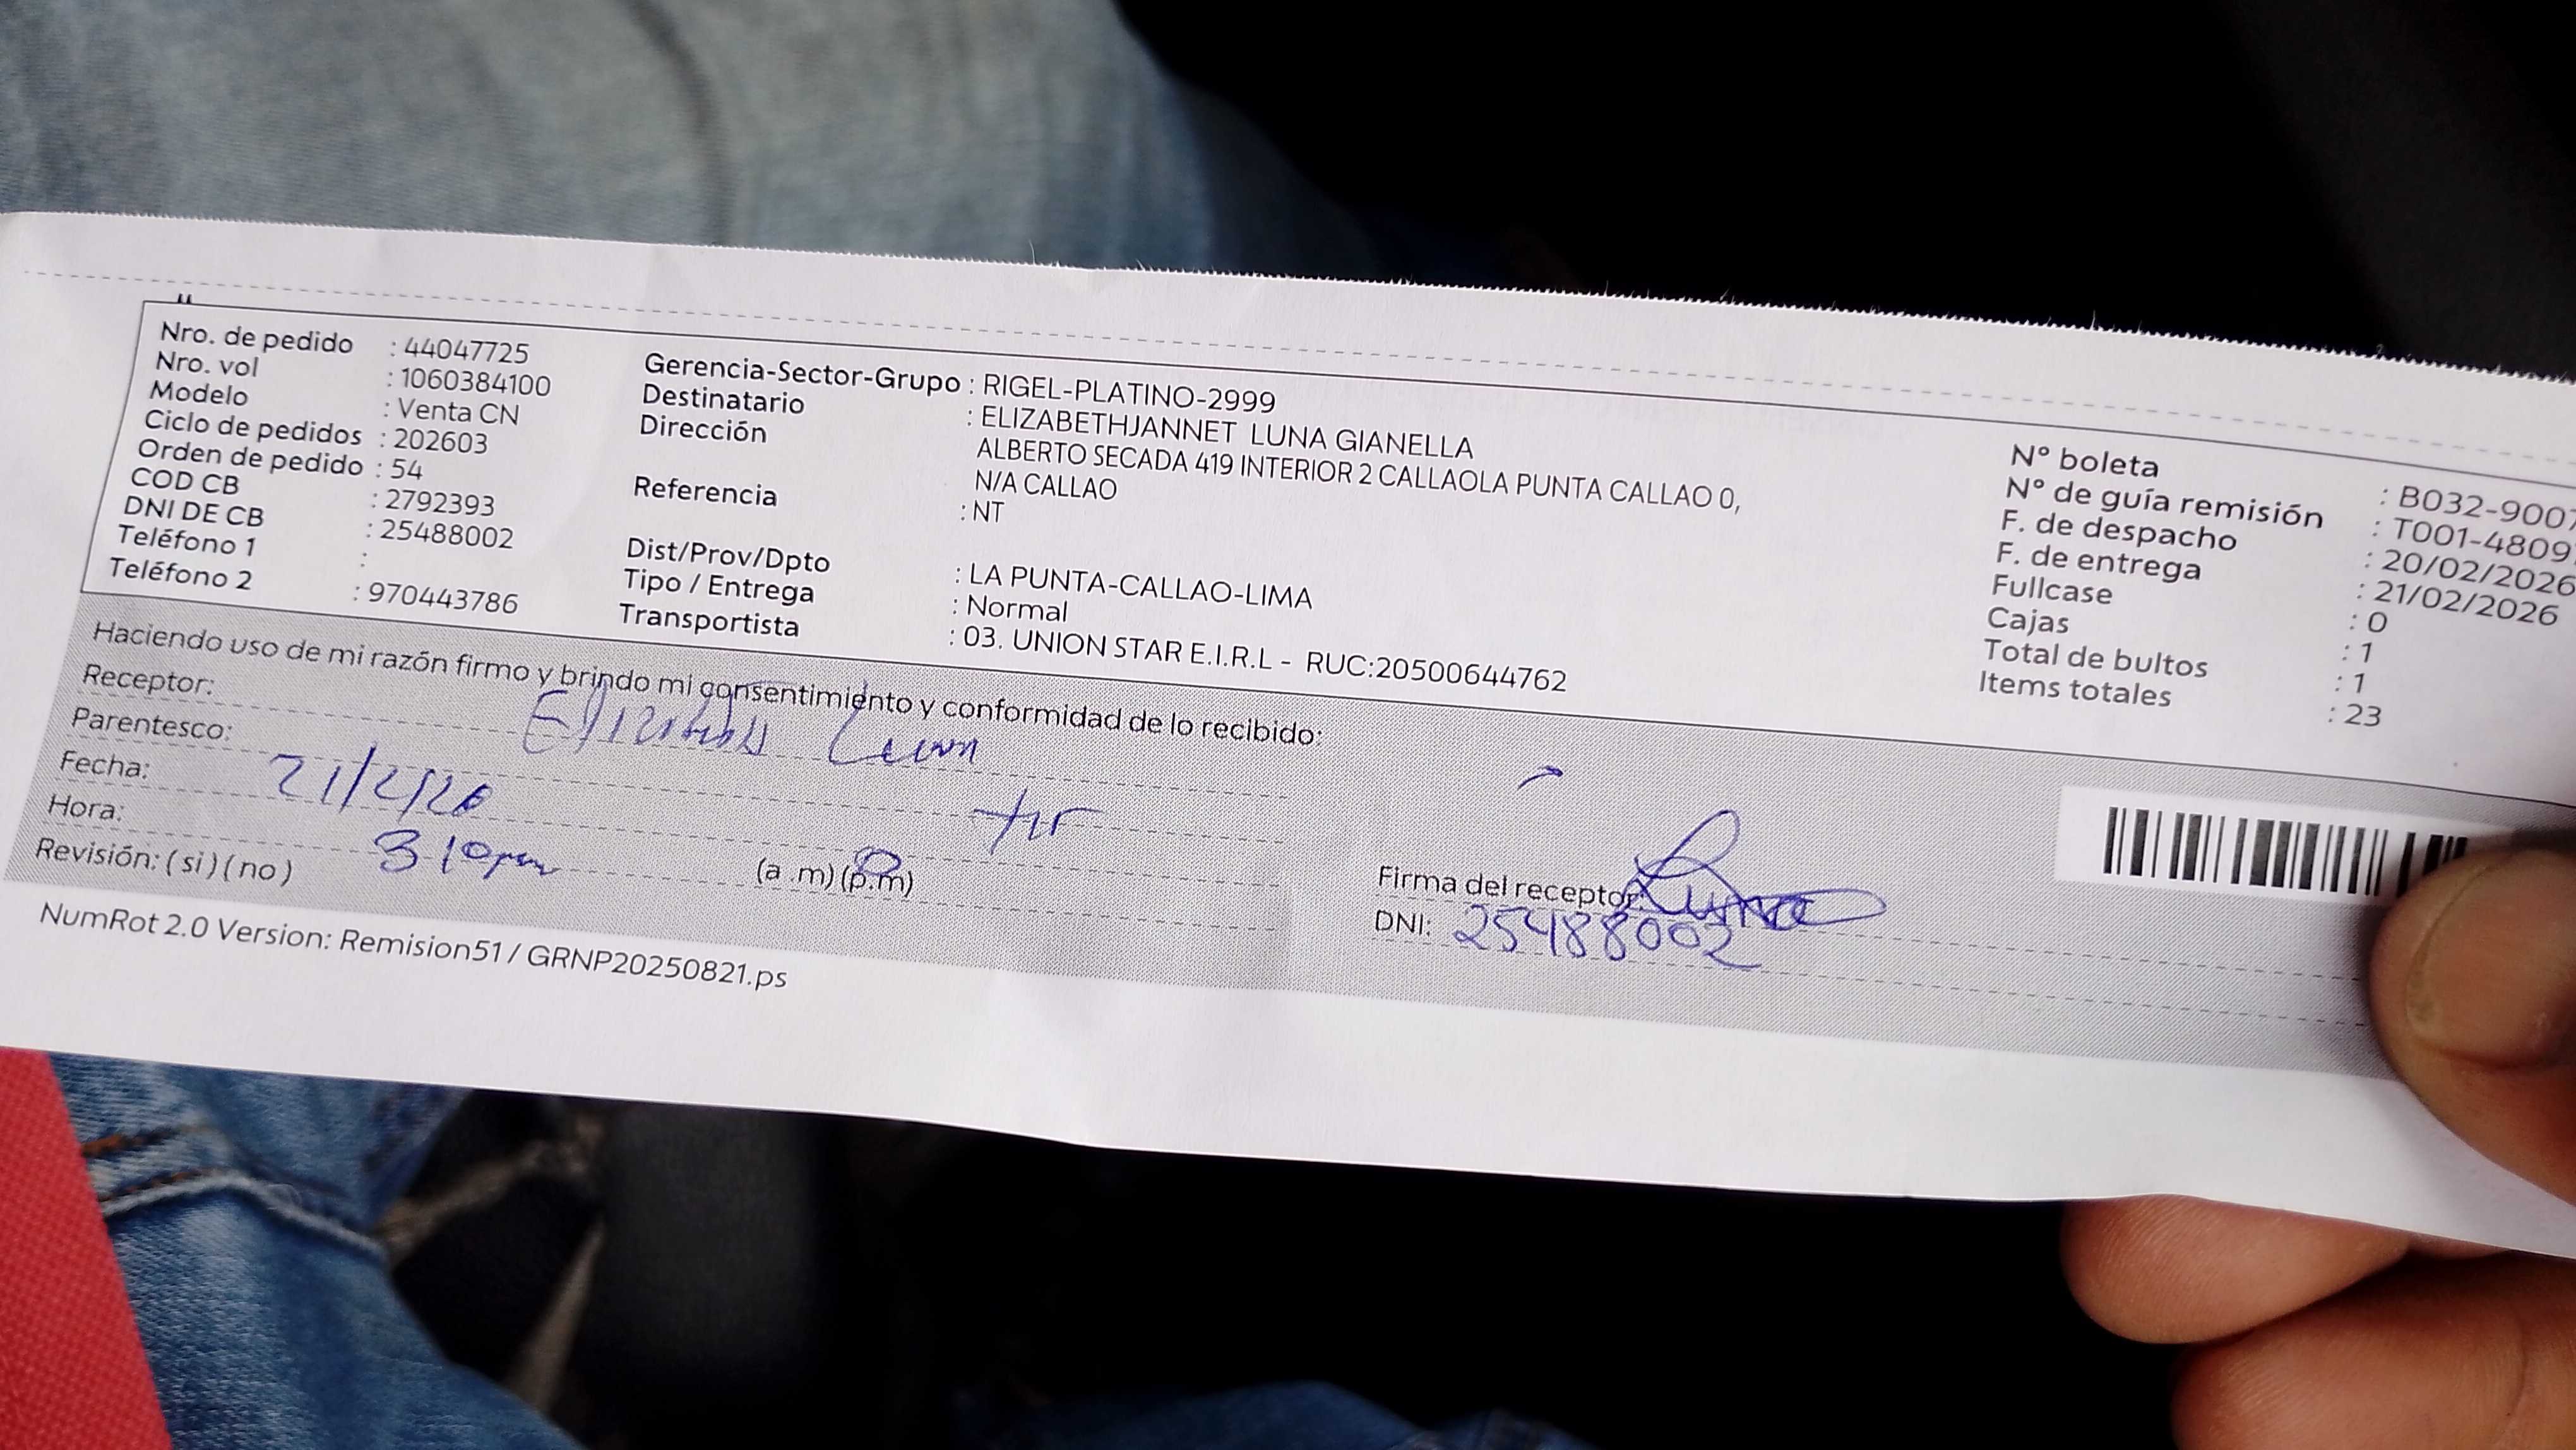 Nro. de pedido : 44047725
Nro. vol : 1060384100
Modelo : Venta CN
Ciclo de pedidos : 202603
Orden de pedido : 54
COD CB : 2792393
DNI DE CB : 25488002
Teléfono 1 :
Teléfono 2 : 970443786
Gerencia-Sector-Grupo : RIGEL-PLATINO-2999
Destinatario : ELIZABETHJANNET LUNA GIANELLA
Dirección ALBERTO SECADA 419 INTERIOR 2 CALLAOLA PUNTA CALLAO 0,
N/A CALLAO
Referencia : NT
Dist/Prov/Dpto : LA PUNTA-CALLAO-LIMA
Tipo / Entrega : Normal
Transportista : 03. UNION STAR E.I.R.L - RUC:20500644762
Nº boleta : B032-9007
Nº de guía remisión : T001-4809
F. de despacho : 20/02/2026
F. de entrega : 21/02/2026
Fullcase : 0
Cajas : 1
Total de bultos : 1
Items totales : 23
Haciendo uso de mi razón firmo y brindo mi consentimiento y conformidad de lo recibido:
Receptor: Elizabeth Luna
Parentesco:
Fecha: 21/2/26
Hora: 3 10 pm (a .m) (p.m)
Revisión: ( si ) ( no )
Firma del receptor: Luna
DNI: 25488002
NumRot 2.0 Version: Remision51 / GRNP20250821.ps